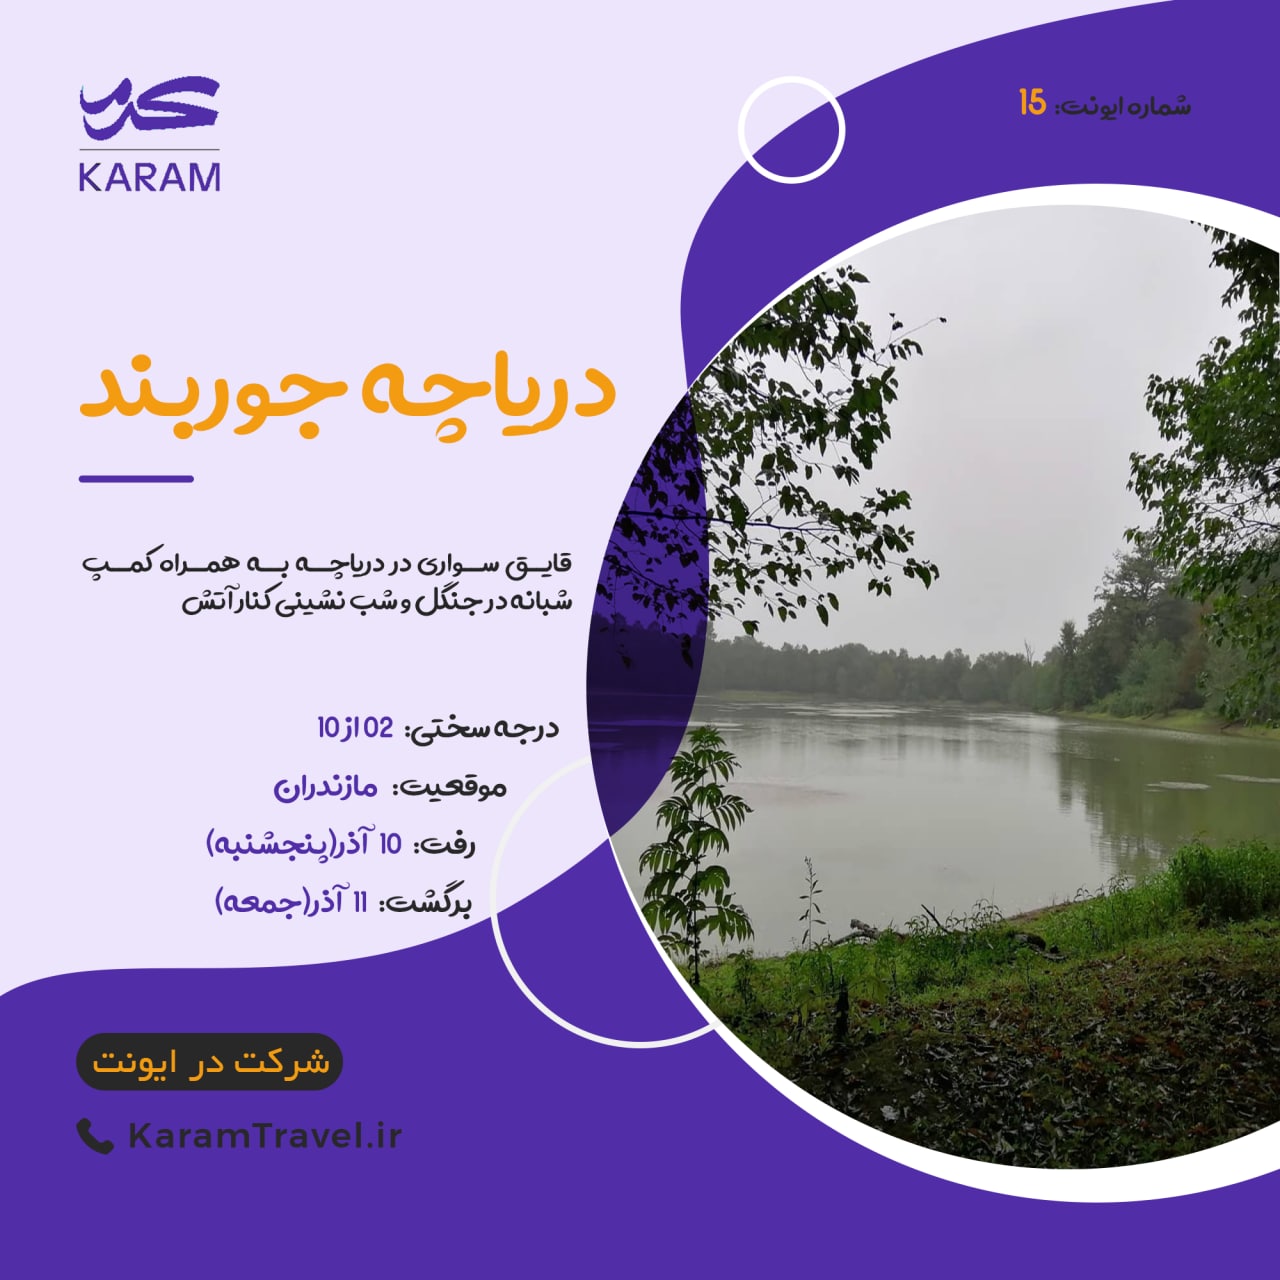 کرم
KARAM
شماره ایونت: 15
دریاچه جوربند
قایق سواری در دریاچه به همراه کمپ
شبانه در جنگل و شب نشینی کنار آتش
درجه سختی: 02 از 10
موقعیت: مازندران
رفت: 10 آذر(پنجشنبه)
برگشت: 11 آذر(جمعه)
شرکت در ایونت
KaramTravel.ir